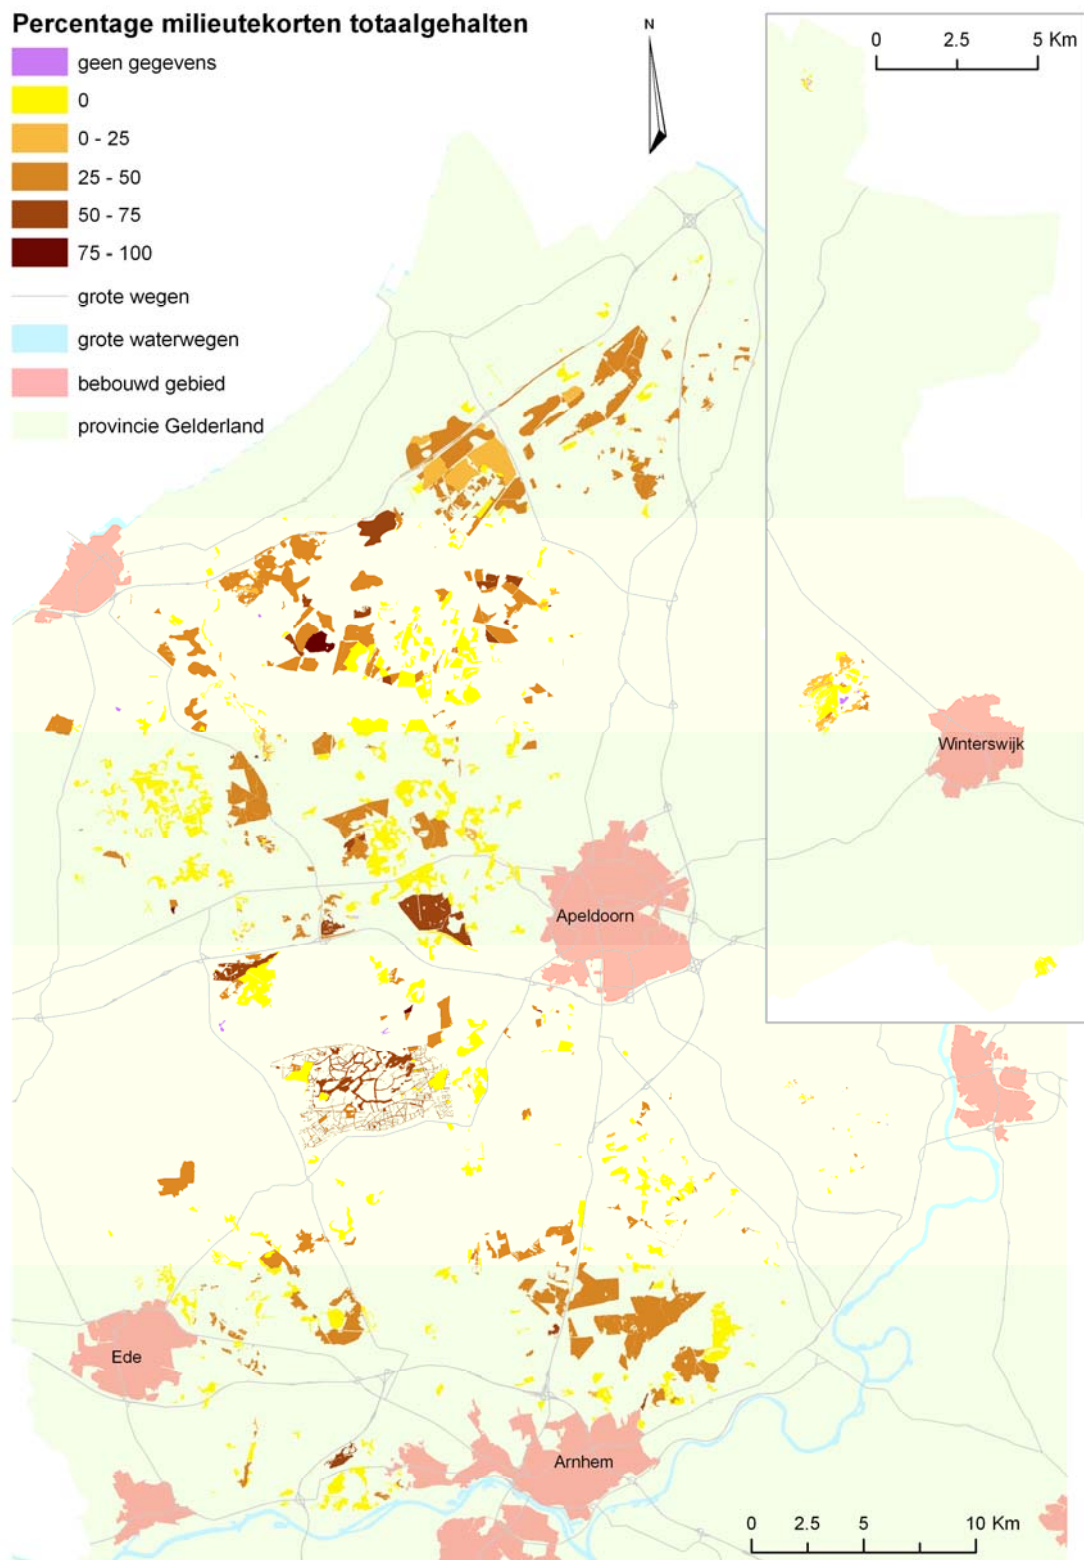 Percentage milieutekorten totaalgehalten
geen gegevens
0
0 - 25
25 - 50
50 - 75
75 - 100
grote wegen
grote waterwegen
bebouwd gebied
provincie Gelderland
N
0 2.5 5 Km
Winterswijk
Apeldoorn
Ede
Arnhem
0 2.5 5 10 Km